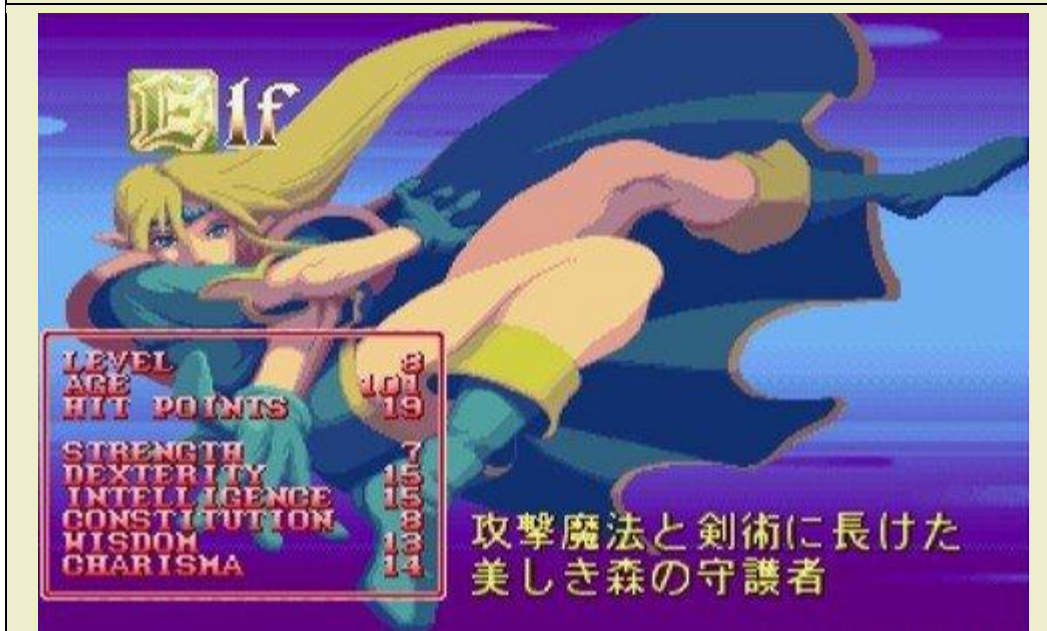 Elf
LEVEL 8
AGE 101
HIT POINTS 19
STRENGTH 7
DEXTERITY 15
INTELLIGENCE 15
CONSTITUTION 8
WISDOM 13
CHARISMA 14
攻撃魔法と剣術に長けた
美しき森の守護者